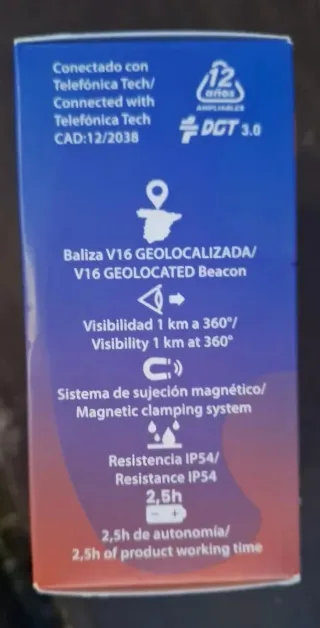 Conectado con
Telefónica Tech/
Connected with
Telefónica Tech
CAD:12/2038
12
años
AMPLIABLES
DGT 3.0
Baliza V16 GEOLOCALIZADA/
V16 GEOLOCATED Beacon
Visibilidad 1 km a 360°/
Visibility 1 km at 360°
Sistema de sujeción magnético/
Magnetic clamping system
Resistencia IP54/
Resistance IP54
2,5h
- +
2,5h de autonomía/
2,5h of product working time